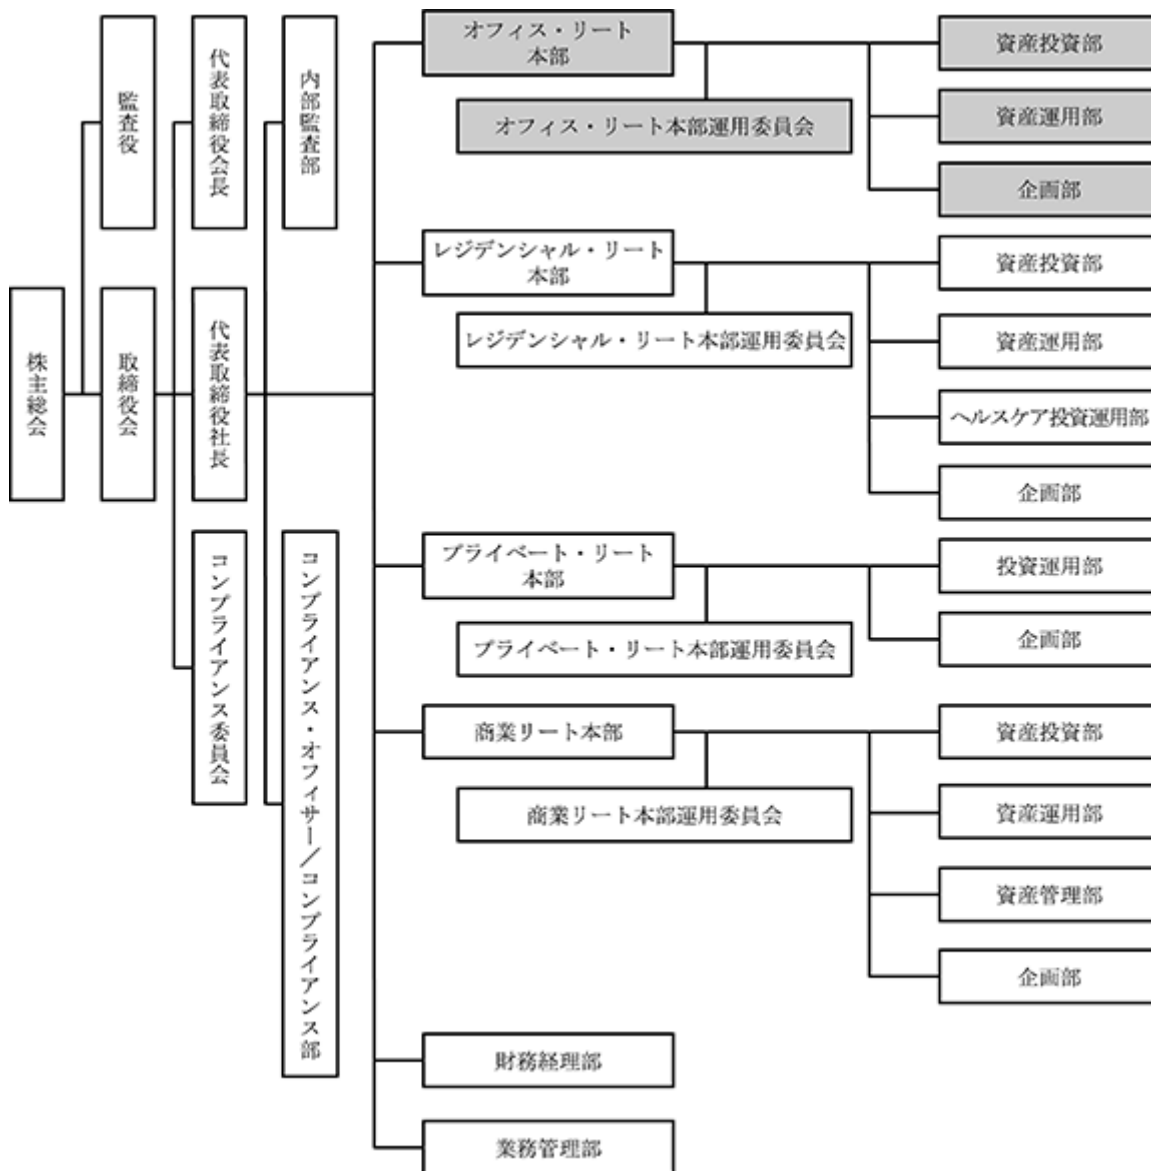 株主総会
監査役
取締役会
代表取締役会長
代表取締役社長
コンプライアンス委員会
内部監査部
コンプライアンス・オフィサー／コンプライアンス部
オフィス・リート
本部
オフィス・リート本部運用委員会
資産投資部
資産運用部
企画部
レジデンシャル・リート
本部
レジデンシャル・リート本部運用委員会
資産投資部
資産運用部
ヘルスケア投資運用部
企画部
プライベート・リート
本部
プライベート・リート本部運用委員会
投資運用部
企画部
商業リート本部
商業リート本部運用委員会
資産投資部
資産運用部
資産管理部
企画部
財務経理部
業務管理部